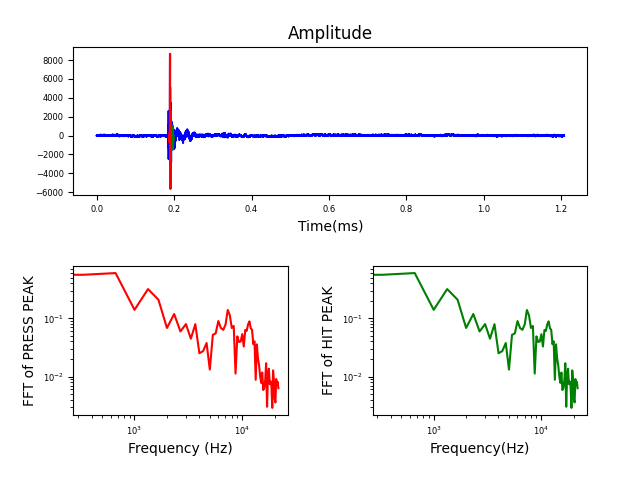 Amplitude
8000
6000
4000
2000
0
−2000
−4000
−6000
0.0 0.2 0.4 0.6 0.8 1.0 1.2
Time(ms)
FFT of PRESS PEAK
10⁻¹
10⁻²
10³ 10⁴
Frequency (Hz)
FFT of HIT PEAK
10⁻¹
10⁻²
10³ 10⁴
Frequency(Hz)